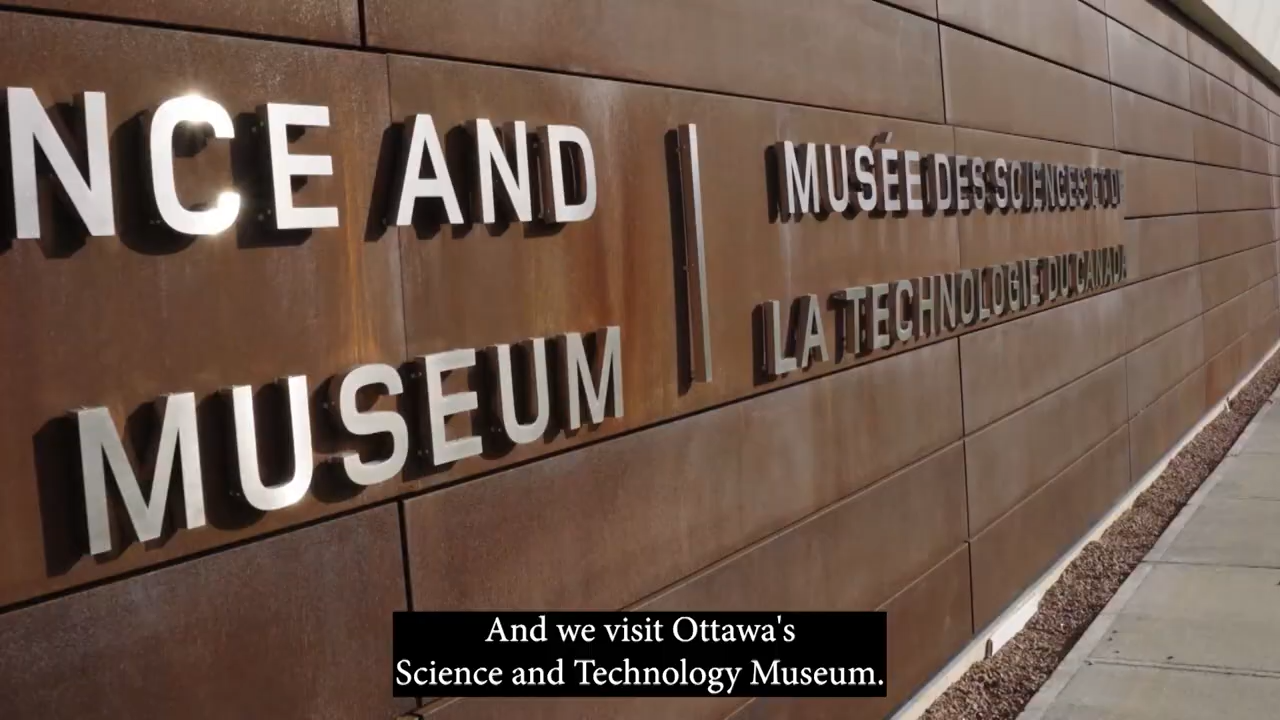 NCE AND
MUSEUM
MUSÉE DES SCIENCES ET DE
LA TECHNOLOGIE DU CANADA
And we visit Ottawa's
Science and Technology Museum.